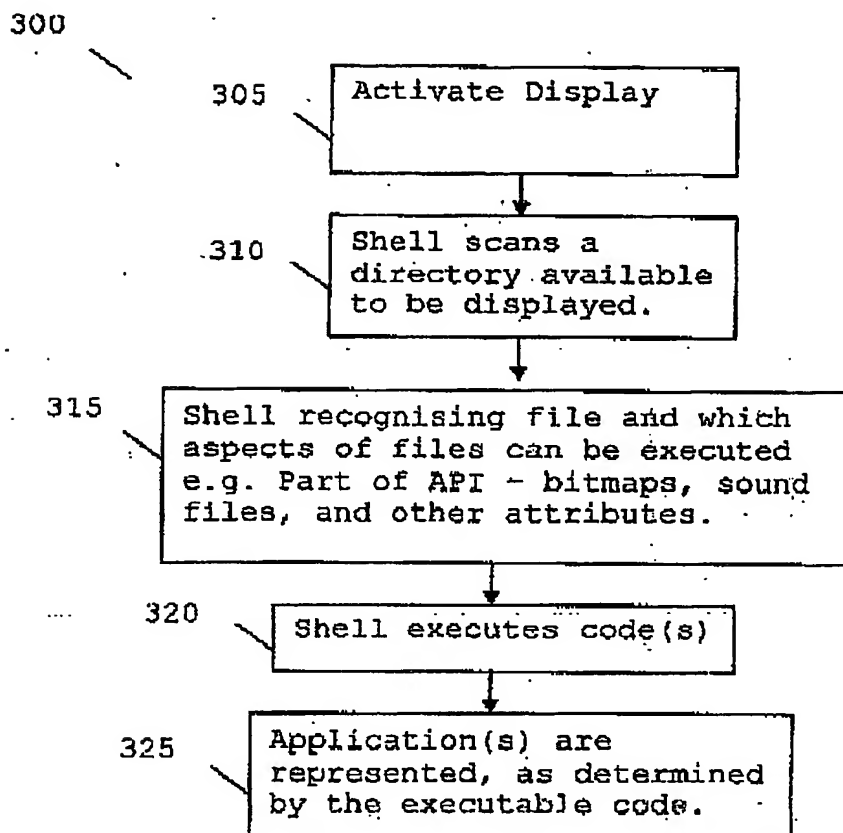 300
305
Activate Display
310
Shell scans a
directory available
to be displayed.
315
Shell recognising file and which
aspects of files can be executed
e.g. Part of API - bitmaps, sound
files, and other attributes.
320
Shell executes code(s)
325
Application(s) are
represented, as determined
by the executable code.